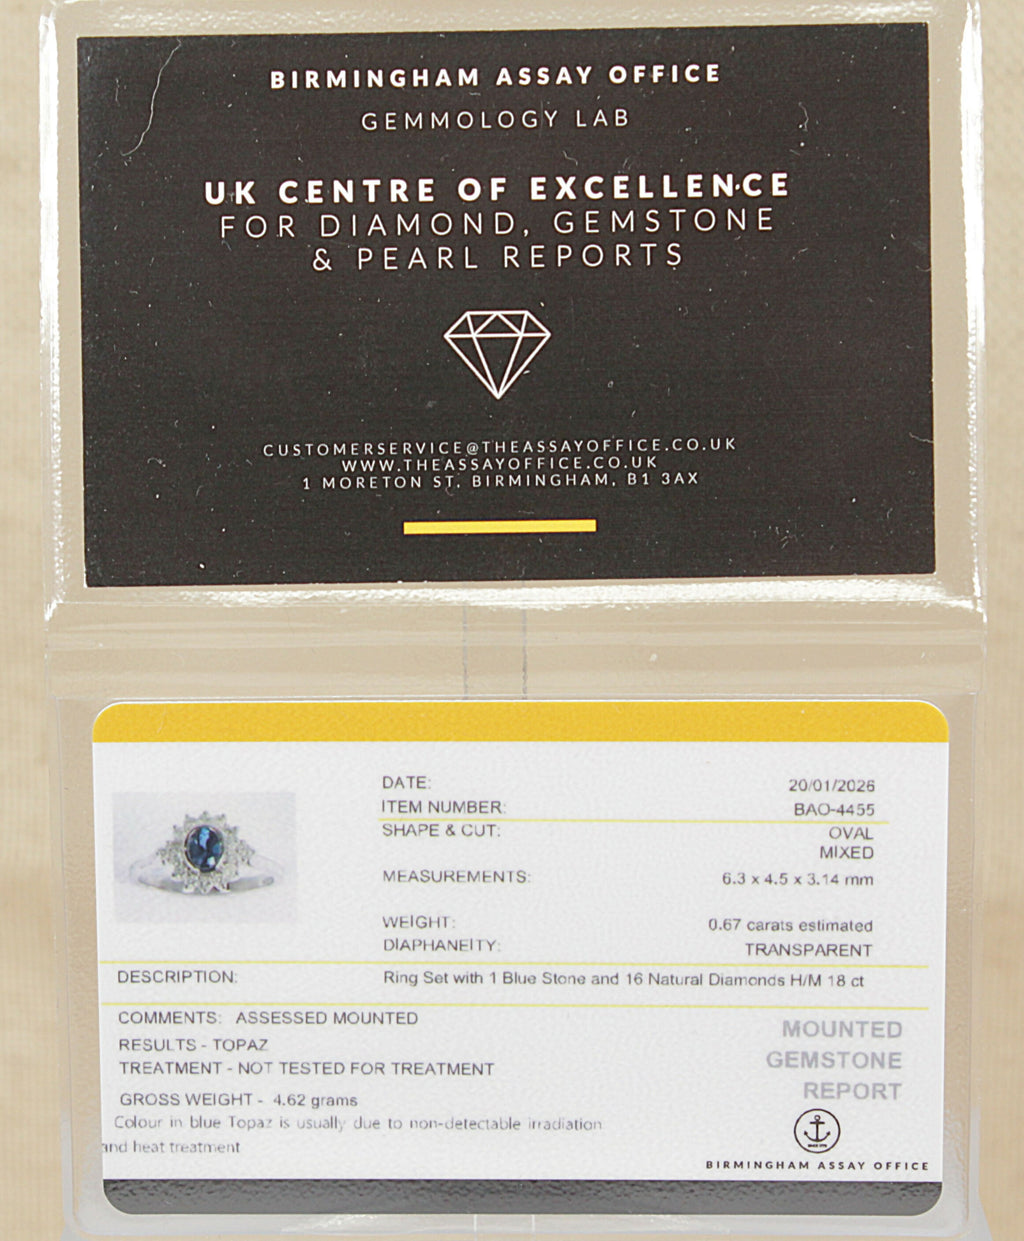 BIRMINGHAM ASSAY OFFICE
GEMMOLOGY LAB
UK CENTRE OF EXCELLENCE
FOR DIAMOND, GEMSTONE
& PEARL REPORTS
CUSTOMERSERVICE@THEASSAYOFFICE.CO.UK
WWW.THEASSAYOFFICE.CO.UK
1 MORETON ST, BIRMINGHAM, B1 3AX
DATE: 20/01/2026
ITEM NUMBER: BAO-4455
SHAPE & CUT: OVAL
MIXED
MEASUREMENTS: 6.3 x 4.5 x 3.14 mm
WEIGHT: 0.67 carats estimated
DIAPHANEITY: TRANSPARENT
DESCRIPTION: Ring Set with 1 Blue Stone and 16 Natural Diamonds H/M 18 ct
COMMENTS: ASSESSED MOUNTED
RESULTS - TOPAZ
TREATMENT - NOT TESTED FOR TREATMENT
GROSS WEIGHT - 4.62 grams
Colour in blue Topaz is usually due to non-detectable irradiation
and heat treatment
MOUNTED
GEMSTONE
REPORT
BIRMINGHAM ASSAY OFFICE